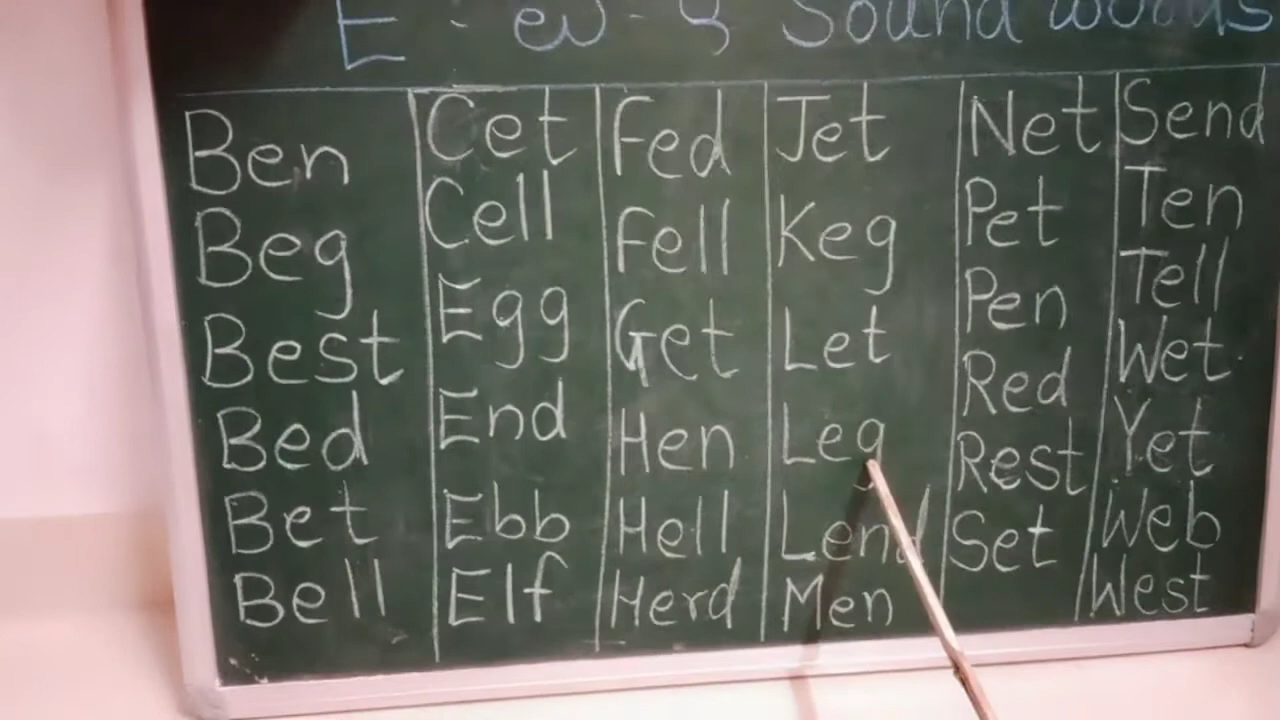 E Sound words
Ben
Beg
Best
Bed
Bet
Bell
Cet
Cell
Egg
End
Ebb
Elf
Fed
Fell
Get
Hen
Hell
Herd
Jet
Keg
Let
Leg
Lend
Men
Net
Pet
Pen
Red
Rest
Set
Send
Ten
Tell
Wet
Yet
Web
West